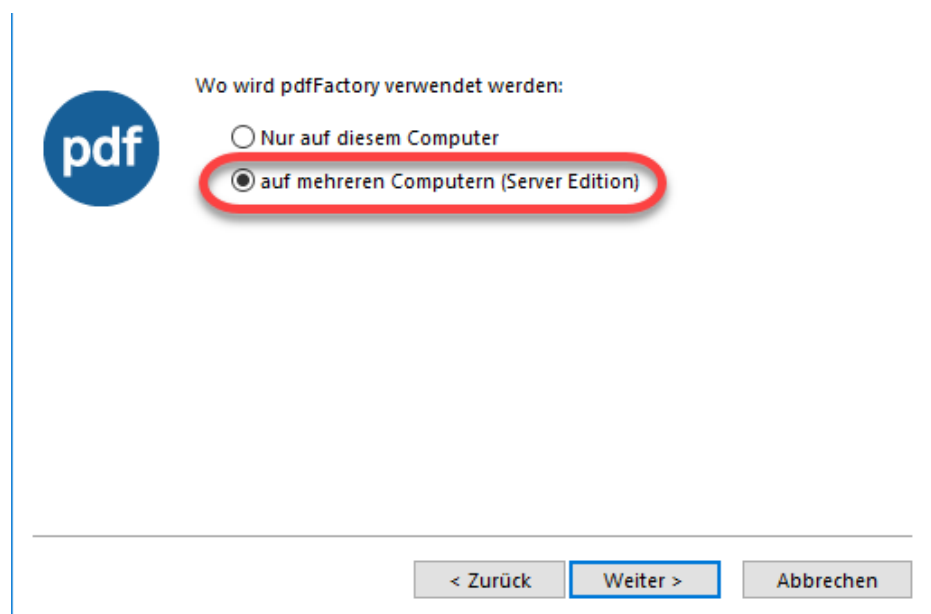 Wo wird pdfFactory verwendet werden:
pdf
Nur auf diesem Computer
auf mehreren Computern (Server Edition)
< Zurück Weiter > Abbrechen